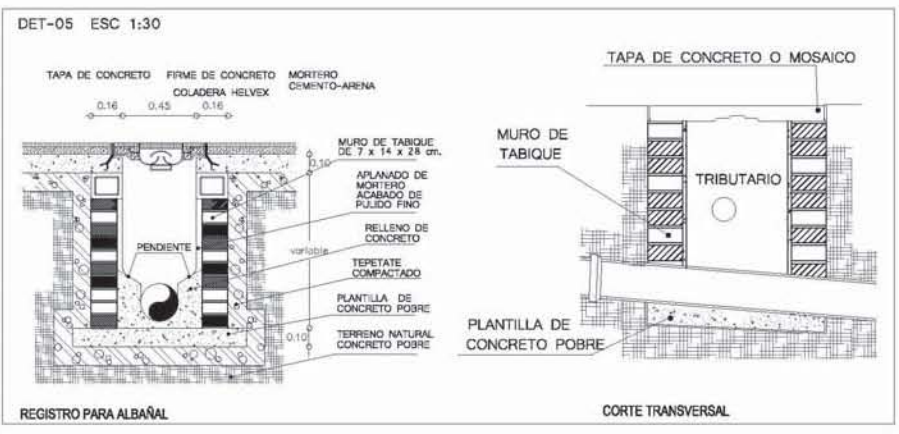 DET-05 ESC 1:30
TAPA DE CONCRETO
FIRME DE CONCRETO
COLADERA HELVEX
MORTERO
CEMENTO-ARENA
0.16 0.45 0.16
MURO DE TABIQUE
DE 7 x 14 x 28 cm.
0.10
APLANADO DE
MORTERO
ACABADO DE
PULIDO FINO
RELLENO DE
CONCRETO
variable
PENDIENTE
TEPETATE
COMPACTADO
PLANTILLA DE
CONCRETO POBRE
0.10
TERRENO NATURAL
CONCRETO POBRE
REGISTRO PARA ALBAÑAL
TAPA DE CONCRETO O MOSAICO
MURO DE
TABIQUE
TRIBUTARIO
PLANTILLA DE
CONCRETO POBRE
CORTE TRANSVERSAL